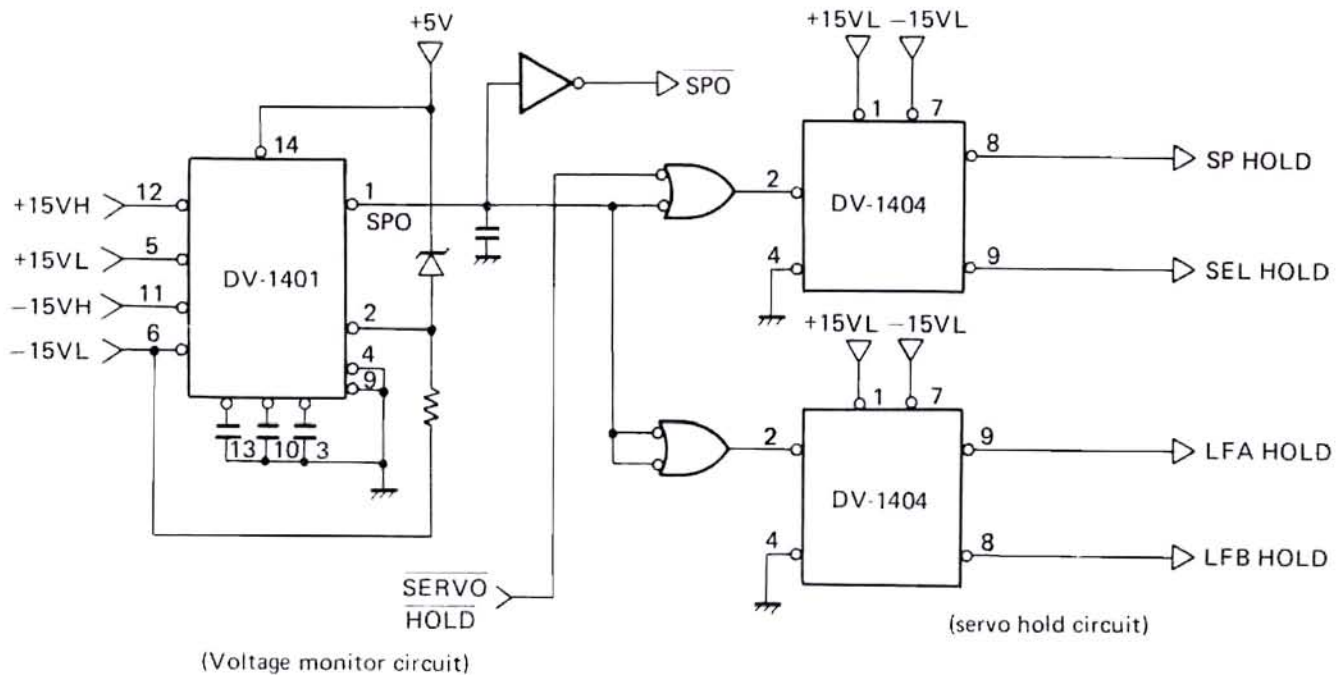 +5V
+15VL −15VL
SPO
1 7
14
8
SP HOLD
12
+15VH
1
SPO
2
DV-1404
5
+15VL
DV-1401
4
9
SEL HOLD
11
−15VH
2
+15VL −15VL
6
−15VL
4
9
1 7
13 10 3
2
9
LFA HOLD
DV-1404
4
8
LFB HOLD
SERVO
HOLD
(servo hold circuit)
(Voltage monitor circuit)